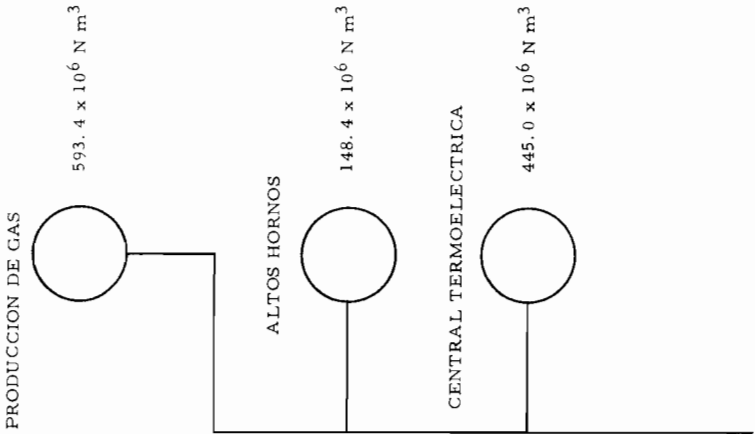 PRODUCCION DE GAS
593.4 x 10⁶ N m³
ALTOS HORNOS
148.4 x 10⁶ N m³
CENTRAL TERMOELECTRICA
445.0 x 10⁶ N m³